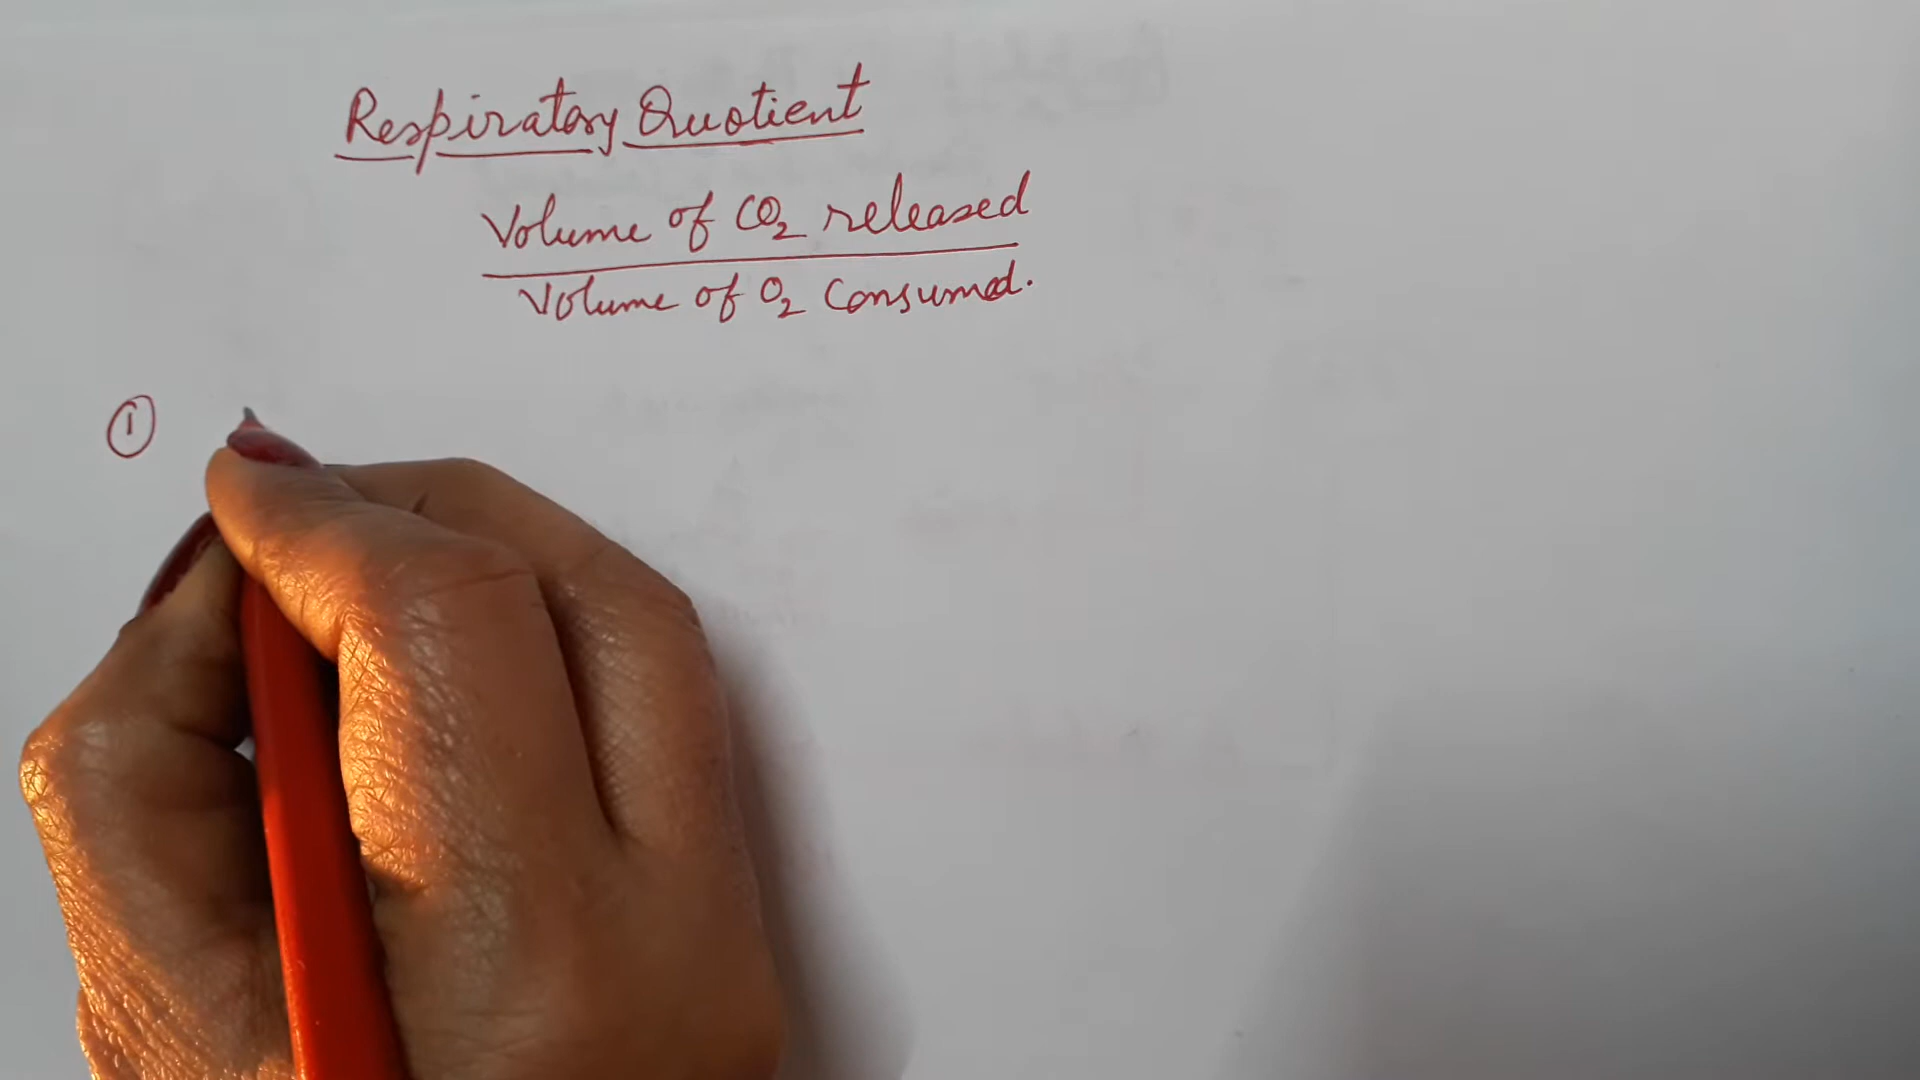 Respiratory Quotient
Volume of CO₂ released
Volume of O₂ Consumed.
①